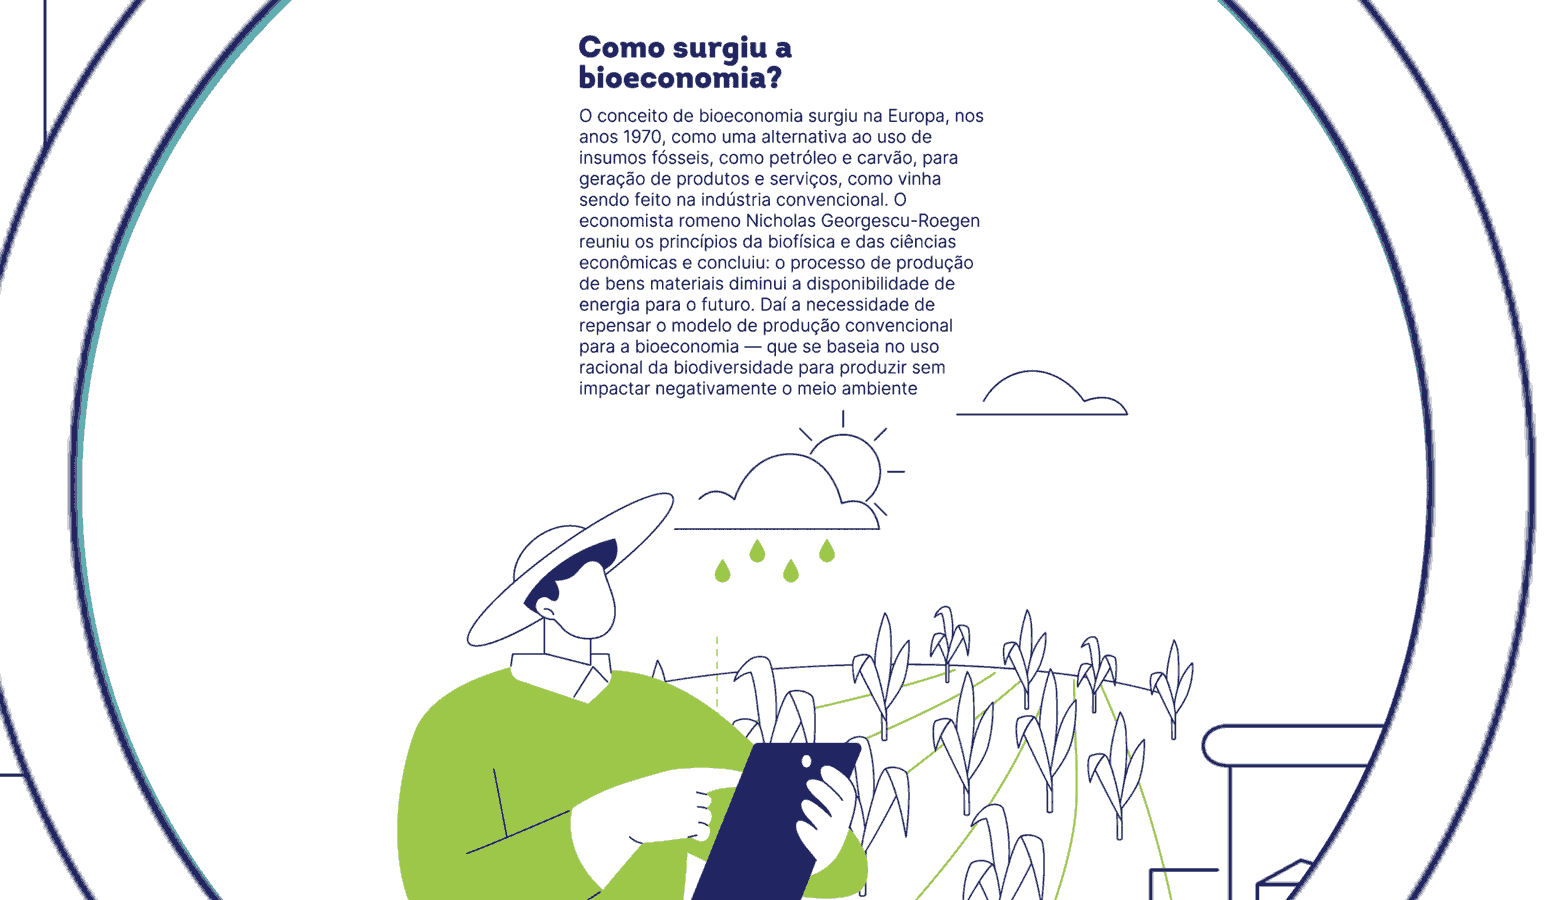 Como surgiu a
bioeconomia?
O conceito de bioeconomia surgiu na Europa, nos
anos 1970, como uma alternativa ao uso de
insumos fósseis, como petróleo e carvão, para
geração de produtos e serviços, como vinha
sendo feito na indústria convencional. O
economista romeno Nicholas Georgescu-Roegen
reuniu os princípios da biofísica e das ciências
econômicas e concluiu: o processo de produção
de bens materiais diminui a disponibilidade de
energia para o futuro. Daí a necessidade de
repensar o modelo de produção convencional
para a bioeconomia — que se baseia no uso
racional da biodiversidade para produzir sem
impactar negativamente o meio ambiente